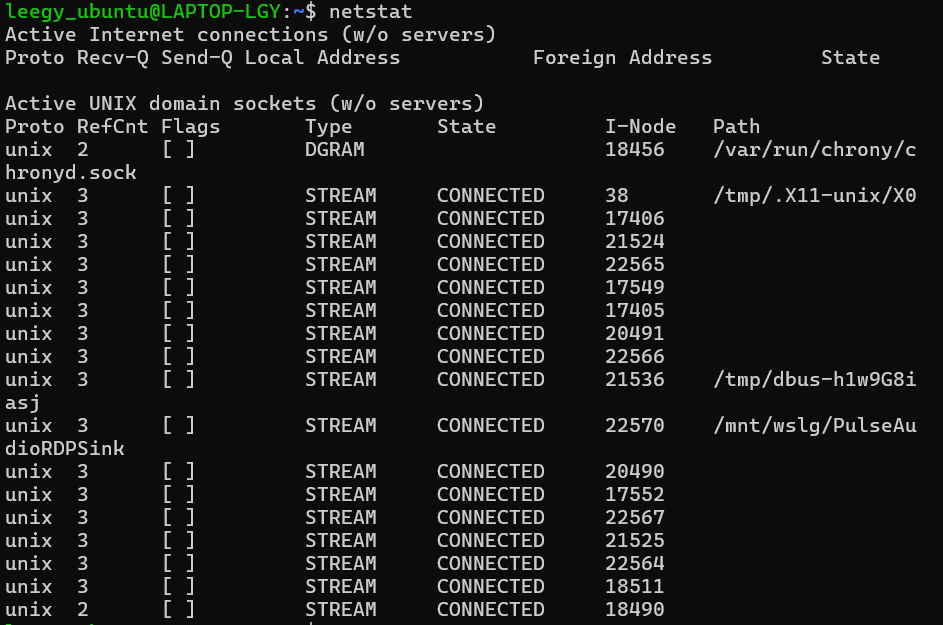 leegy_ubuntu@LAPTOP-LGY:~$ netstat
Active Internet connections (w/o servers)
Proto Recv-Q Send-Q Local Address           Foreign Address         State

Active UNIX domain sockets (w/o servers)
Proto RefCnt Flags       Type       State         I-Node   Path
unix  2      [ ]         DGRAM                    18456    /var/run/chrony/c
hronyd.sock
unix  3      [ ]         STREAM     CONNECTED     38       /tmp/.X11-unix/X0
unix  3      [ ]         STREAM     CONNECTED     17406
unix  3      [ ]         STREAM     CONNECTED     21524
unix  3      [ ]         STREAM     CONNECTED     22565
unix  3      [ ]         STREAM     CONNECTED     17549
unix  3      [ ]         STREAM     CONNECTED     17405
unix  3      [ ]         STREAM     CONNECTED     20491
unix  3      [ ]         STREAM     CONNECTED     22566
unix  3      [ ]         STREAM     CONNECTED     21536    /tmp/dbus-h1w9G8i
asj
unix  3      [ ]         STREAM     CONNECTED     22570    /mnt/wslg/PulseAu
dioRDPSink
unix  3      [ ]         STREAM     CONNECTED     20490
unix  3      [ ]         STREAM     CONNECTED     17552
unix  3      [ ]         STREAM     CONNECTED     22567
unix  3      [ ]         STREAM     CONNECTED     21525
unix  3      [ ]         STREAM     CONNECTED     22564
unix  3      [ ]         STREAM     CONNECTED     18511
unix  2      [ ]         STREAM     CONNECTED     18490